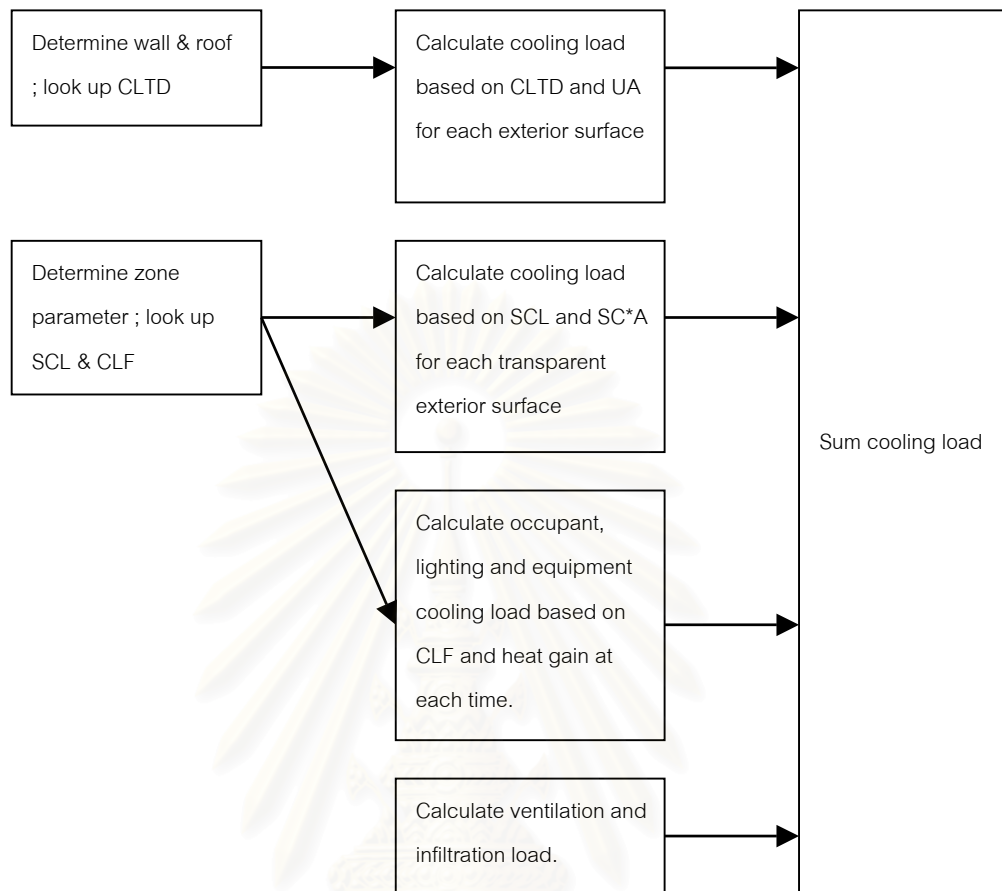 Determine wall & roof
; look up CLTD
Calculate cooling load
based on CLTD and UA
for each exterior surface
Determine zone
parameter ; look up
SCL & CLF
Calculate cooling load
based on SCL and SC*A
for each transparent
exterior surface
Calculate occupant,
lighting and equipment
cooling load based on
CLF and heat gain at
each time.
Calculate ventilation and
infiltration load.
Sum cooling load